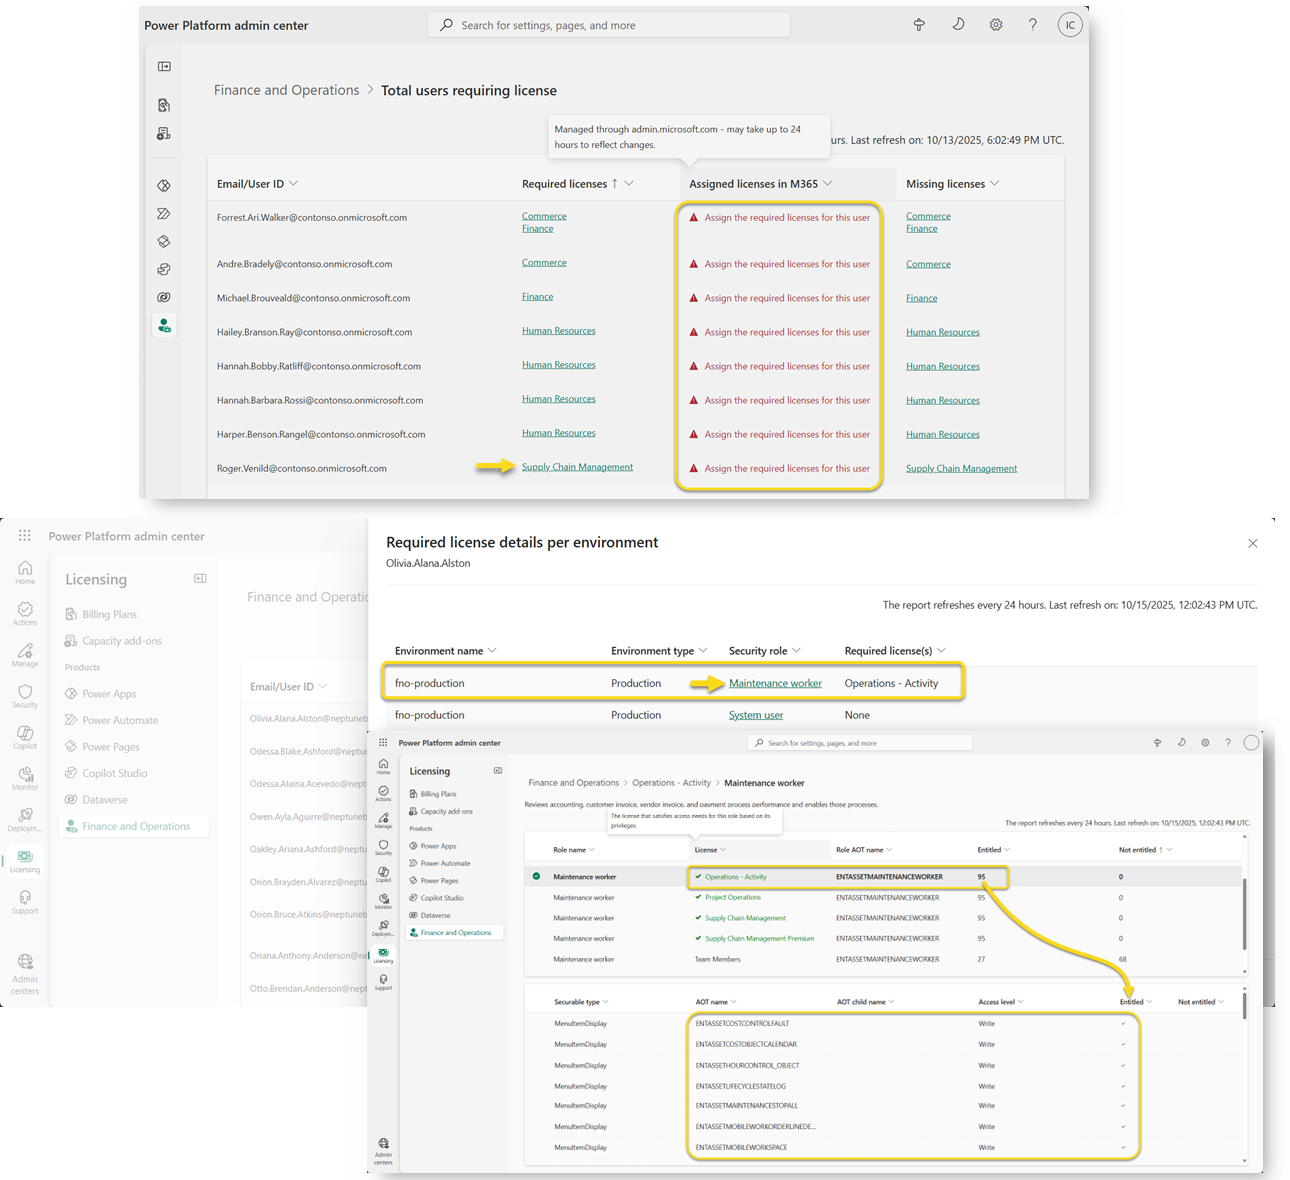 Power Platform admin center
Search for settings, pages, and more
IC
Finance and Operations > Total users requiring license
Managed through admin.microsoft.com - may take up to 24
hours to reflect changes.
urs. Last refresh on: 10/13/2025, 6:02:49 PM UTC.
Email/User ID Required licenses ↑ Assigned licenses in M365 Missing licenses
Forrest.Ari.Walker@contonso.onmicrosoft.com Commerce Assign the required licenses for this user Commerce
Finance Finance
Andre.Bradely@contonso.onmicrosoft.com Commerce Assign the required licenses for this user Commerce
Michael.Brouveald@contonso.onmicrosoft.com Finance Assign the required licenses for this user Finance
Hailey.Branson.Ray@contonso.onmicrosoft.com Human Resources Assign the required licenses for this user Human Resources
Hannah.Bobby.Ratliff@contonso.onmicrosoft.com Human Resources Assign the required licenses for this user Human Resources
Hannah.Barbara.Rossi@contonso.onmicrosoft.com Human Resources Assign the required licenses for this user Human Resources
Harper.Benson.Rangel@contonso.onmicrosoft.com Human Resources Assign the required licenses for this user Human Resources
Roger.Venild@contonso.onmicrosoft.com Supply Chain Management Assign the required licenses for this user Supply Chain Management
Power Platform admin center
Home
Actions
Manage
Security
Copilot
Monitor
Deploym...
Licensing
Support
Admin
centers
Licensing
Billing Plans
Capacity add-ons
Products
Power Apps
Power Automate
Power Pages
Copilot Studio
Dataverse
Finance and Operations
Finance and Operatio
Email/User ID
Olivia.Alana.Alston@neptuneb
Odessa.Blake.Ashford@nept
Odessa.Alaina.Acevedo@nep
Owen.Ayla.Aguirre@neptune
Oakley.Ariana.Ashford@nept
Orion.Brayden.Alvarez@nept
Orion.Bruce.Atkins@neptune
Oriana.Anthony.Anderson@ne
Otto.Brendan.Anderson@nep
Required license details per environment
Olivia.Alana.Alston
The report refreshes every 24 hours. Last refresh on: 10/15/2025, 12:02:43 PM UTC.
Environment name Environment type Security role Required license(s)
fno-production Production Maintenance worker Operations - Activity
fno-production Production System user None
Power Platform admin center
Search for settings, pages, and more
Home
Actions
Manage
Security
Copilot
Monitor
Deploym...
Licensing
Support
Admin
centers
Licensing
Billing Plans
Capacity add-ons
Products
Power Apps
Power Automate
Power Pages
Copilot Studio
Dataverse
Finance and Operations
Finance and Operations > Operations - Activity > Maintenance worker
Reviews accounting, customer invoice, vendor invoice, and payment process performance and enables those processes.
The license that satisfies access needs for this role based on its
privileges.
The report refreshes every 24 hours. Last refresh on: 10/15/2025, 12:02:43 PM UTC.
Role name License Role AOT name Entitled Not entitled ↑
Maintenance worker Operations - Activity ENTASSETMAINTENANCEWORKER 95 0
Maintenance worker Project Operations ENTASSETMAINTENANCEWORKER 95 0
Maintenance worker Supply Chain Management ENTASSETMAINTENANCEWORKER 95 0
Maintenance worker Supply Chain Management Premium ENTASSETMAINTENANCEWORKER 95 0
Maintenance worker Team Members ENTASSETMAINTENANCEWORKER 27 68
Securable type AOT name AOT child name Access level Entitled Not entitled
MenuItemDisplay ENTASSETCOSTCONTROLFAULT Write
MenuItemDisplay ENTASSETCOSTOBJECTCALENDAR Write
MenuItemDisplay ENTASSETHOURCONTROL_OBJECT Write
MenuItemDisplay ENTASSETLIFECYCLESTATELOG Write
MenuItemDisplay ENTASSETMAINTENANCESTOPALL Write
MenuItemDisplay ENTASSETMOBILEWORKORDERLINEDE... Write
MenuItemDisplay ENTASSETMOBILEWORKSPACE Write